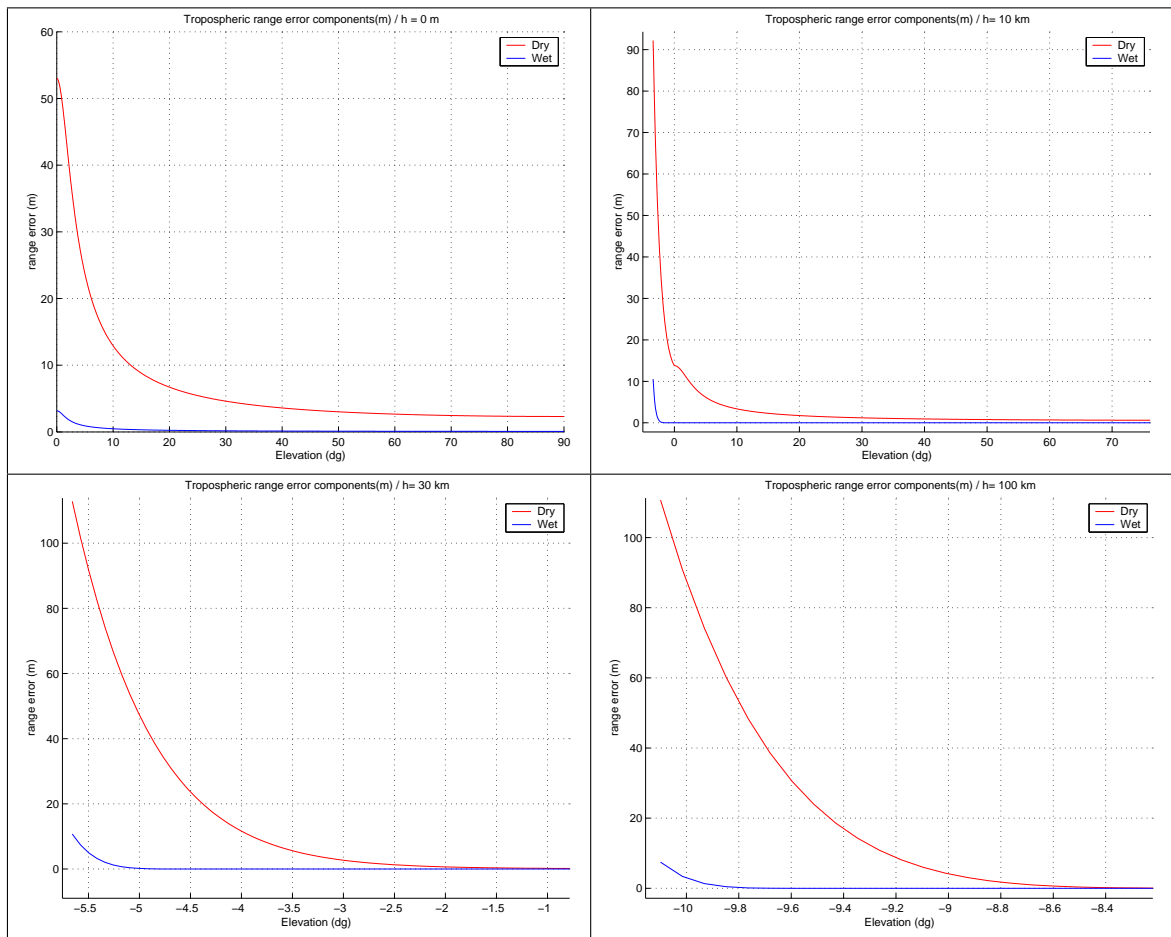 Tropospheric range error components(m) / h = 0 m
60
50
40
30
20
10
0
range error (m)
Dry
Wet
0 10 20 30 40 50 60 70 80 90
Elevation (dg)
Tropospheric range error components(m) / h= 10 km
90
80
70
60
50
40
30
20
10
0
range error (m)
Dry
Wet
0 10 20 30 40 50 60 70
Elevation (dg)
Tropospheric range error components(m) / h= 30 km
100
80
60
40
20
0
range error (m)
Dry
Wet
−5.5 −5 −4.5 −4 −3.5 −3 −2.5 −2 −1.5 −1
Elevation (dg)
Tropospheric range error components(m) / h= 100 km
100
80
60
40
20
0
range error (m)
Dry
Wet
−10 −9.8 −9.6 −9.4 −9.2 −9 −8.8 −8.6 −8.4
Elevation (dg)